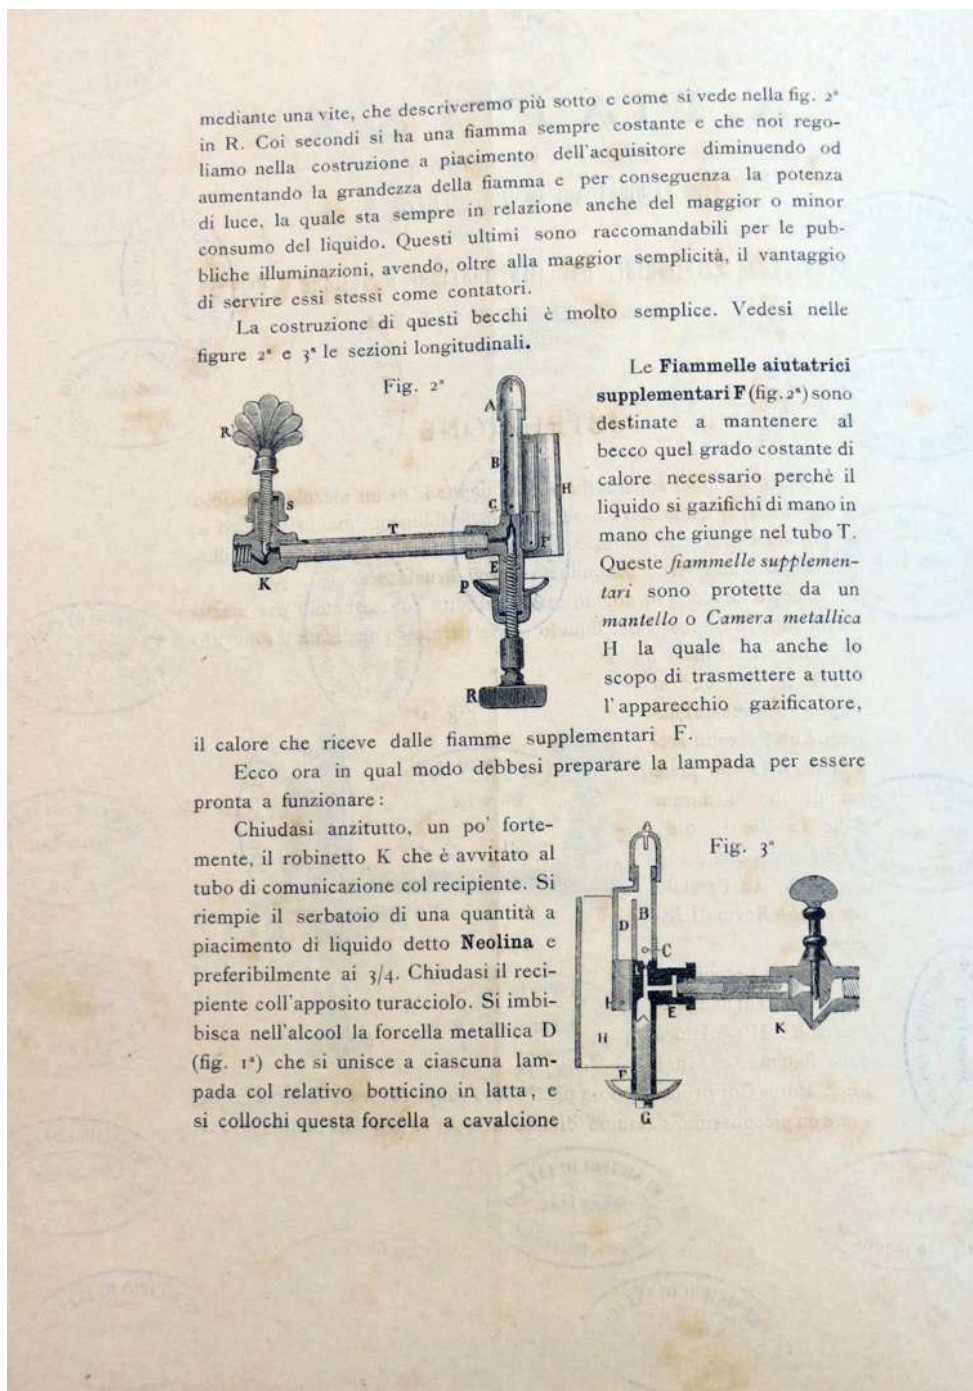 mediante una vite, che descriveremo più sotto e come si vede nella fig. 2ª
in R. Coi secondi si ha una fiamma sempre costante e che noi rego-
liamo nella costruzione a piacimento dell'acquisitore diminuendo od
aumentando la grandezza della fiamma e per conseguenza la potenza
di luce, la quale sta sempre in relazione anche del maggior o minor
consumo del liquido. Questi ultimi sono raccomandabili per le pub-
bliche illuminazioni, avendo, oltre alla maggior semplicità, il vantaggio
di servire essi stessi come contatori.
La costruzione di questi becchi è molto semplice. Vedesi nelle
figure 2ª e 3ª le sezioni longitudinali.
Fig. 2ª
A
R
B
H
C
S
T
F
K
E
P
R
Le Fiammelle aiutatrici
supplementari F (fig. 2ª) sono
destinate a mantenere al
becco quel grado costante di
calore necessario perchè il
liquido si gazifichi di mano in
mano che giunge nel tubo T.
Queste fiammelle supplemen-
tari sono protette da un
mantello o Camera metallica
H la quale ha anche lo
scopo di trasmettere a tutto
l'apparecchio gazificatore,
il calore che riceve dalle fiamme supplementari F.
Ecco ora in qual modo debbesi preparare la lampada per essere
pronta a funzionare:
Chiudasi anzitutto, un po' forte-
mente, il robinetto K che è avvitato al
tubo di comunicazione col recipiente. Si
riempie il serbatoio di una quantità a
piacimento di liquido detto Neolina e
preferibilmente ai 3/4. Chiudasi il reci-
piente coll'apposito turacciolo. Si imbi-
bisca nell'alcool la forcella metallica D
(fig. 1ª) che si unisce a ciascuna lam-
pada col relativo botticino in latta, e
si collochi questa forcella a cavalcione
Fig. 3ª
A
B
D
C
E
K
H
F
G